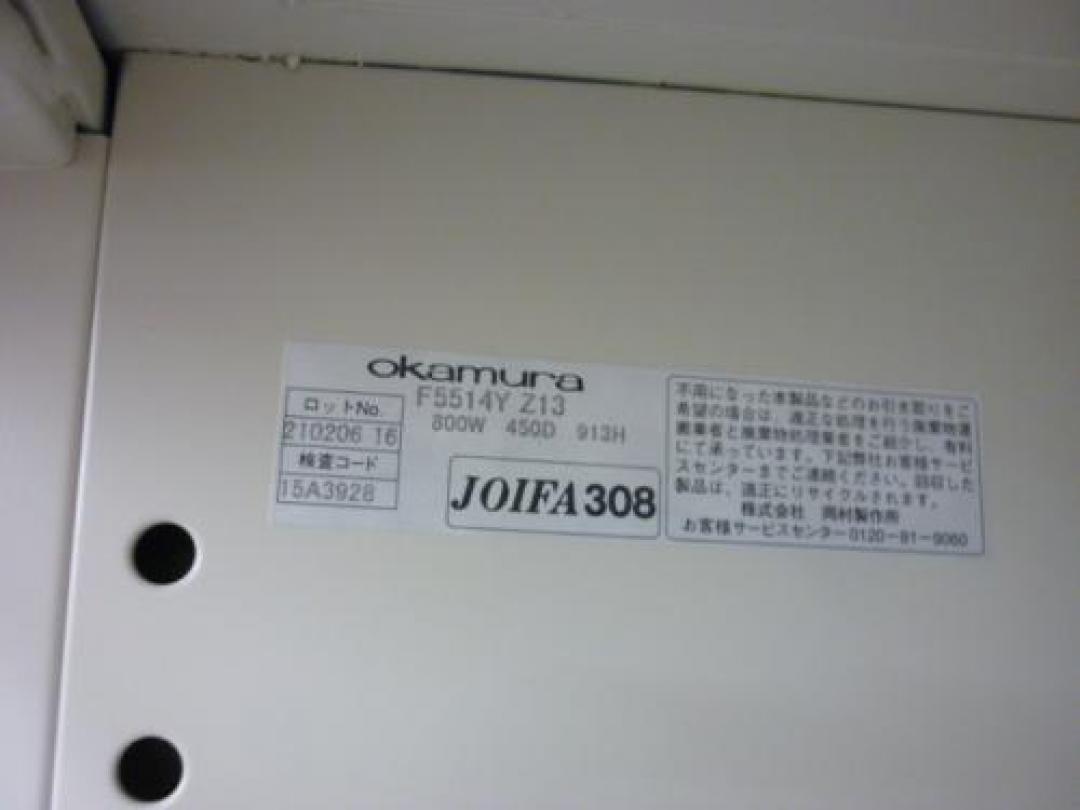 okamura
F5514Y Z13
800W 450D 913H
ロットNo.
210206 16
検査コード
15A3928
JOIFA308
不用になった本製品などのお引き取りをご
希望の場合は、適正な処理を行う廃棄物運
搬業者と廃棄物処理業者をご紹介し、有料
にて承っています。下記弊社お客様サービ
スセンターまでご連絡ください。回収した
製品は、適正にリサイクルされます。
株式会社 岡村製作所
お客様サービスセンター0120-81-9060